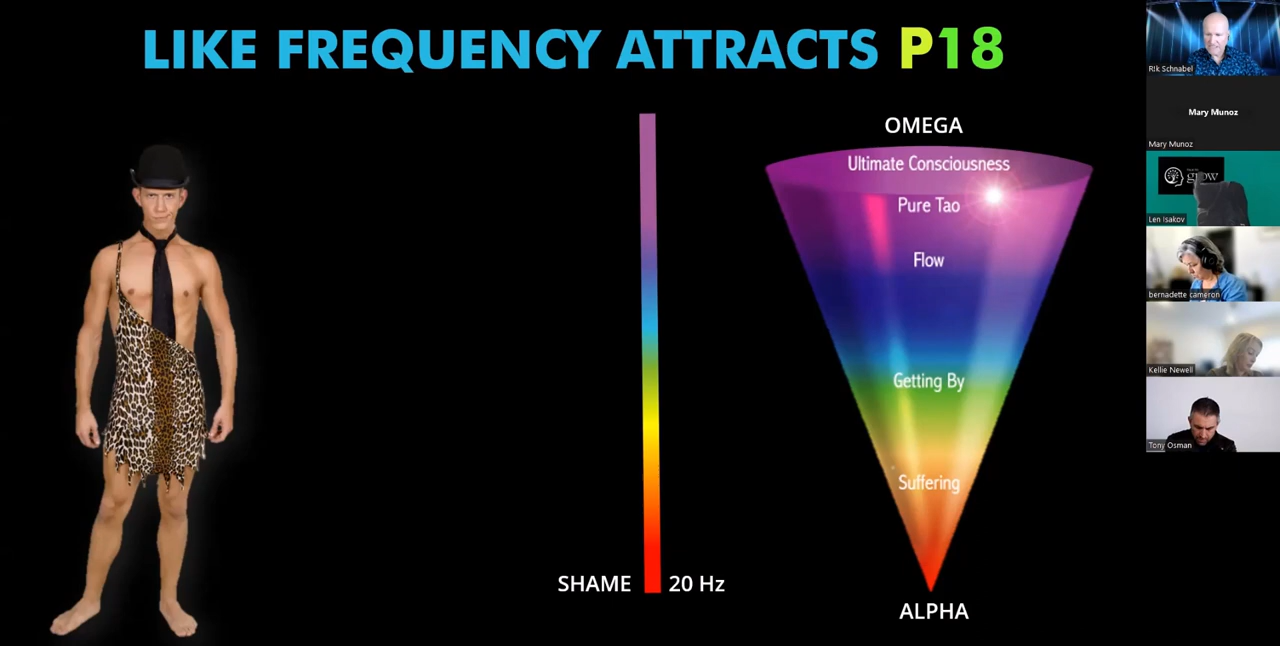 LIKE FREQUENCY ATTRACTS P18
OMEGA
Ultimate Consciousness
Pure Tao
Flow
Getting By
Suffering
SHAME 20 Hz
ALPHA
Rik Schnabel
Mary Munoz
Mary Munoz
Len Isakov
bernadette cameron
Kellie Newell
Tony Osman